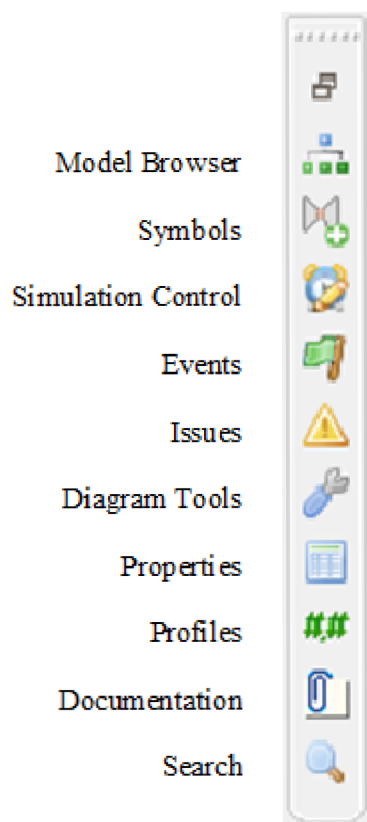 Model Browser
Symbols
Simulation Control
Events
Issues
Diagram Tools
Properties
Profiles
#,#
Documentation
Search